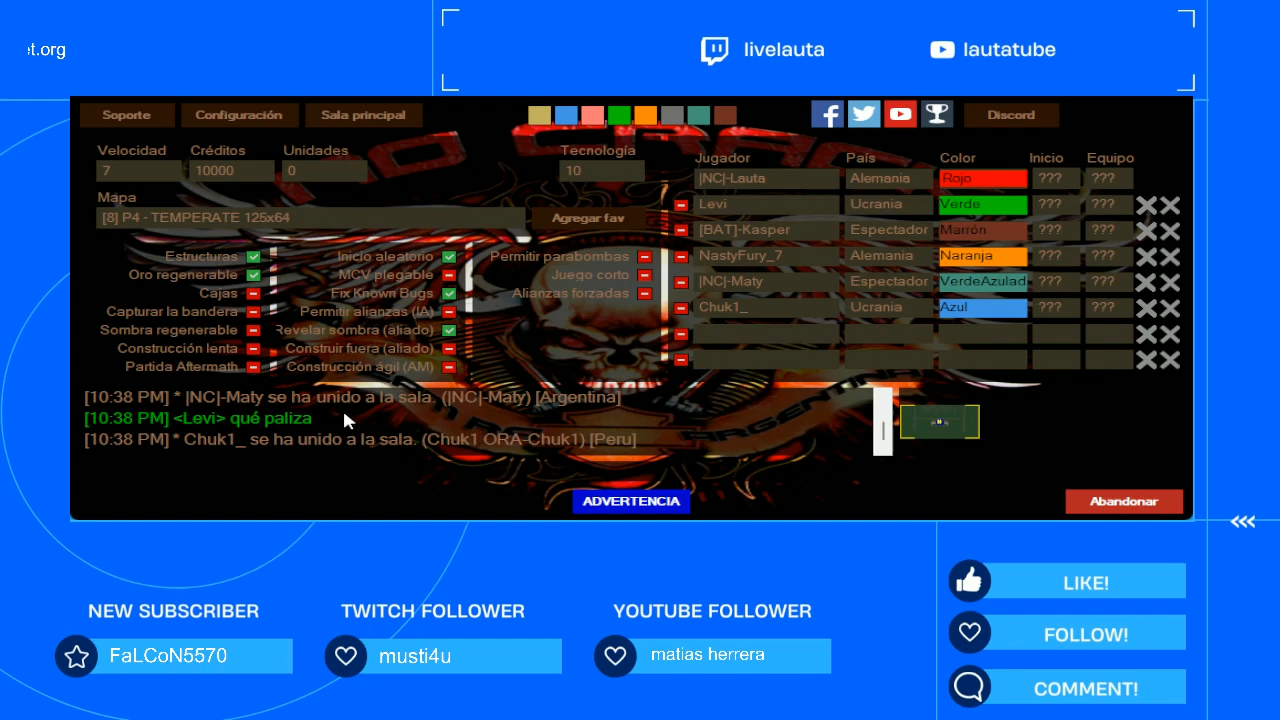 et.org
livelauta
lautatube
Soporte
Configuración
Sala principal
Discord
Velocidad
Créditos
Unidades
Tecnología
7
10000
0
10
Mapa
[8] P4 - TEMPERATE 125x64
Agregar fav
Estructuras
Inicio aleatorio
Permitir parabombas
Oro regenerable
MCV plegable
Juego corto
Cajas
Fix Known Bugs
Alianzas forzadas
Capturar la bandera
Permitir alianzas (IA)
Sombra regenerable
Revelar sombra (aliado)
Construcción lenta
Construir fuera (aliado)
Partida Aftermath
Construcción ágil (AM)
Jugador País Color Inicio Equipo
|NC|-Lauta Alemania Rojo ??? ???
Levi Ucrania Verde ??? ???
[BAT]-Kasper Espectador Marrón ??? ???
NastyFury_7 Alemania Naranja ??? ???
|NC|-Maty Espectador VerdeAzulad ??? ???
Chuk1_ Ucrania Azul ??? ???
[10:38 PM] * |NC|-Maty se ha unido a la sala. (|NC|-Maty) [Argentina]
[10:38 PM] <Levi> qué paliza
[10:38 PM] * Chuk1_ se ha unido a la sala. (Chuk1 ORA-Chuk1) [Peru]
ADVERTENCIA
Abandonar
NEW SUBSCRIBER
FaLCoN5570
TWITCH FOLLOWER
musti4u
YOUTUBE FOLLOWER
matias herrera
LIKE!
FOLLOW!
COMMENT!